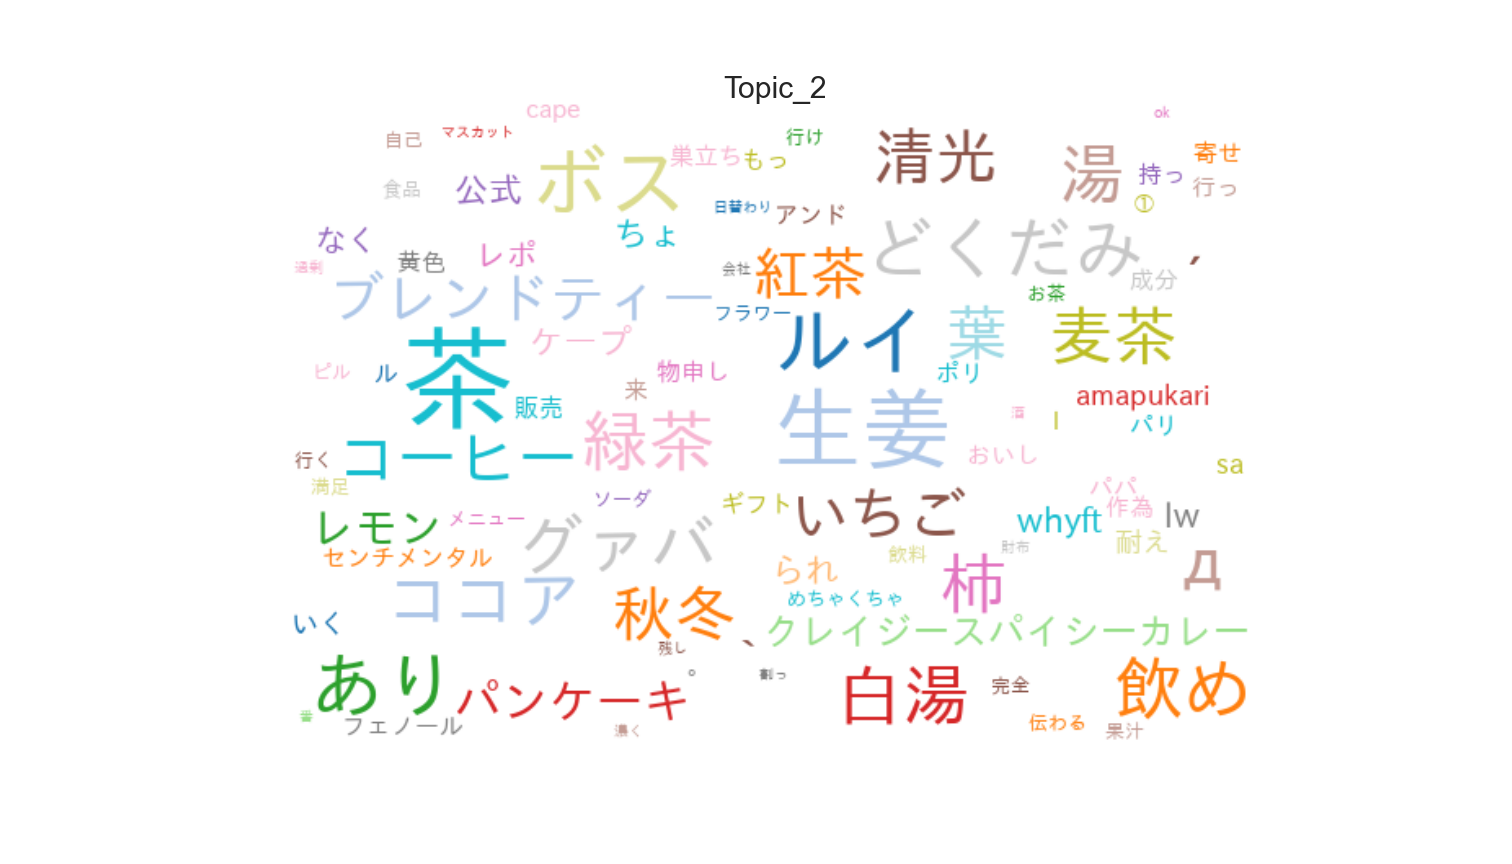 Topic_2
cape
ok
自己
マスカット
行け
ボス
巣立ち
もっ
清光
湯
寄せ
食品
公式
持っ
行っ
日替わり
アンド
①
なく
ちょ
どくだみ
過剰
黄色
レポ
会社
紅茶
成分
ブレンドティー
フラワー
お茶
茶
ケープ
ルイ
葉
麦茶
ピル
ル
物申し
ポリ
来
販売
生姜
amapukari
緑茶
パリ
行く
コーヒー
おいし
sa
満足
ソーダ
ギフト
いちご
パパ
作為
レモン
メニュー
グァバ
whyft
lw
センチメンタル
飲料
財布
耐え
ココア
られ
柿
Д
めちゃくちゃ
いく
秋冬
、
クレイジースパイシーカレー
残し
あり
パンケーキ
。
割っ
白湯
完全
飲め
フェノール
濃く
伝わる
果汁